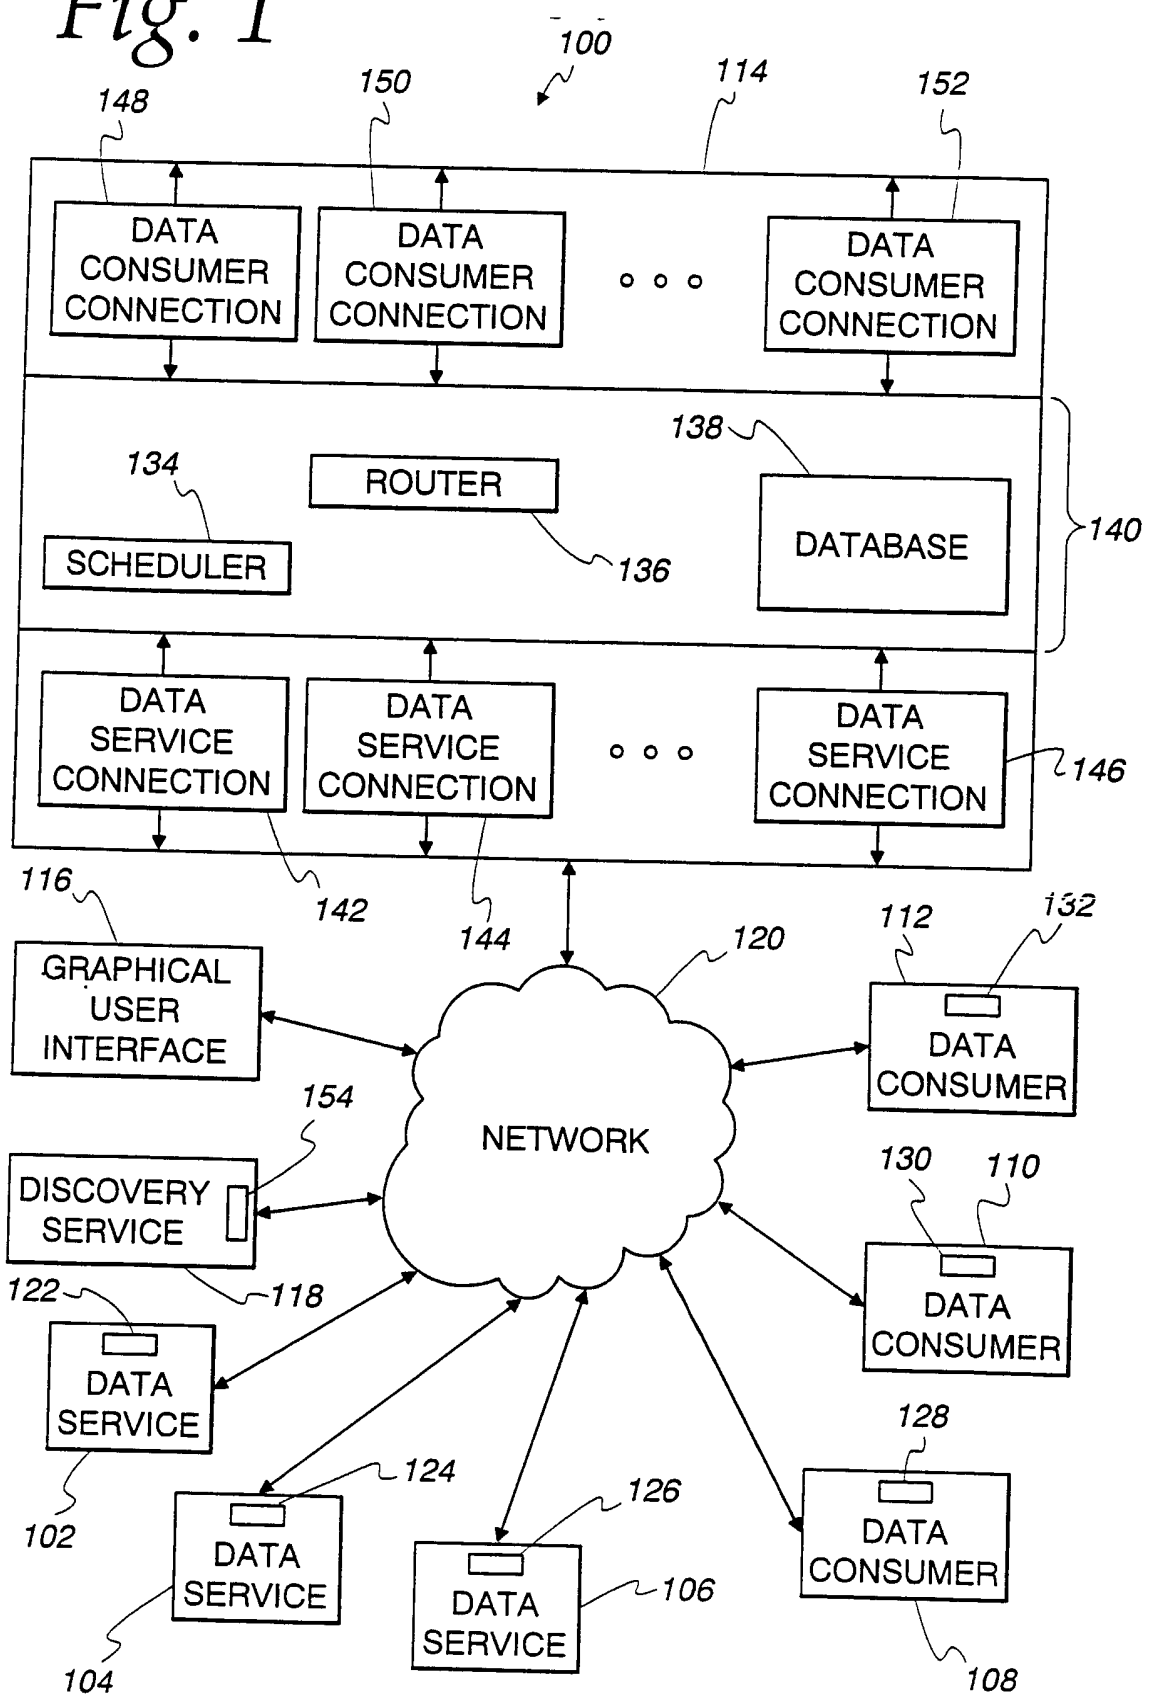 Fig. 1
100
148
150
114
152
DATA
CONSUMER
CONNECTION
DATA
CONSUMER
CONNECTION
DATA
CONSUMER
CONNECTION
138
134
ROUTER
DATABASE
140
SCHEDULER
136
DATA
SERVICE
CONNECTION
DATA
SERVICE
CONNECTION
DATA
SERVICE
CONNECTION
146
116
142
144
120
112
132
GRAPHICAL
USER
INTERFACE
DATA
CONSUMER
154
NETWORK
130
110
DISCOVERY
SERVICE
118
122
DATA
CONSUMER
DATA
SERVICE
128
102
124
126
DATA
SERVICE
DATA
CONSUMER
106
DATA
SERVICE
104
108